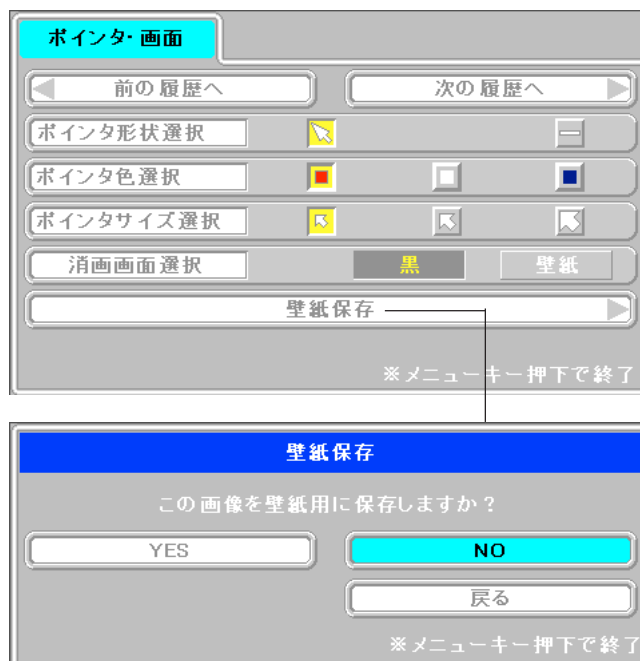 ポインタ・画面
前の履歴へ 次の履歴へ
ポインタ形状選択
ポインタ色選択
ポインタサイズ選択
消画画面選択 黒 壁紙
壁紙保存
※メニューキー押下で終了
壁紙保存
この画像を壁紙用に保存しますか？
YES NO
戻る
※メニューキー押下で終了